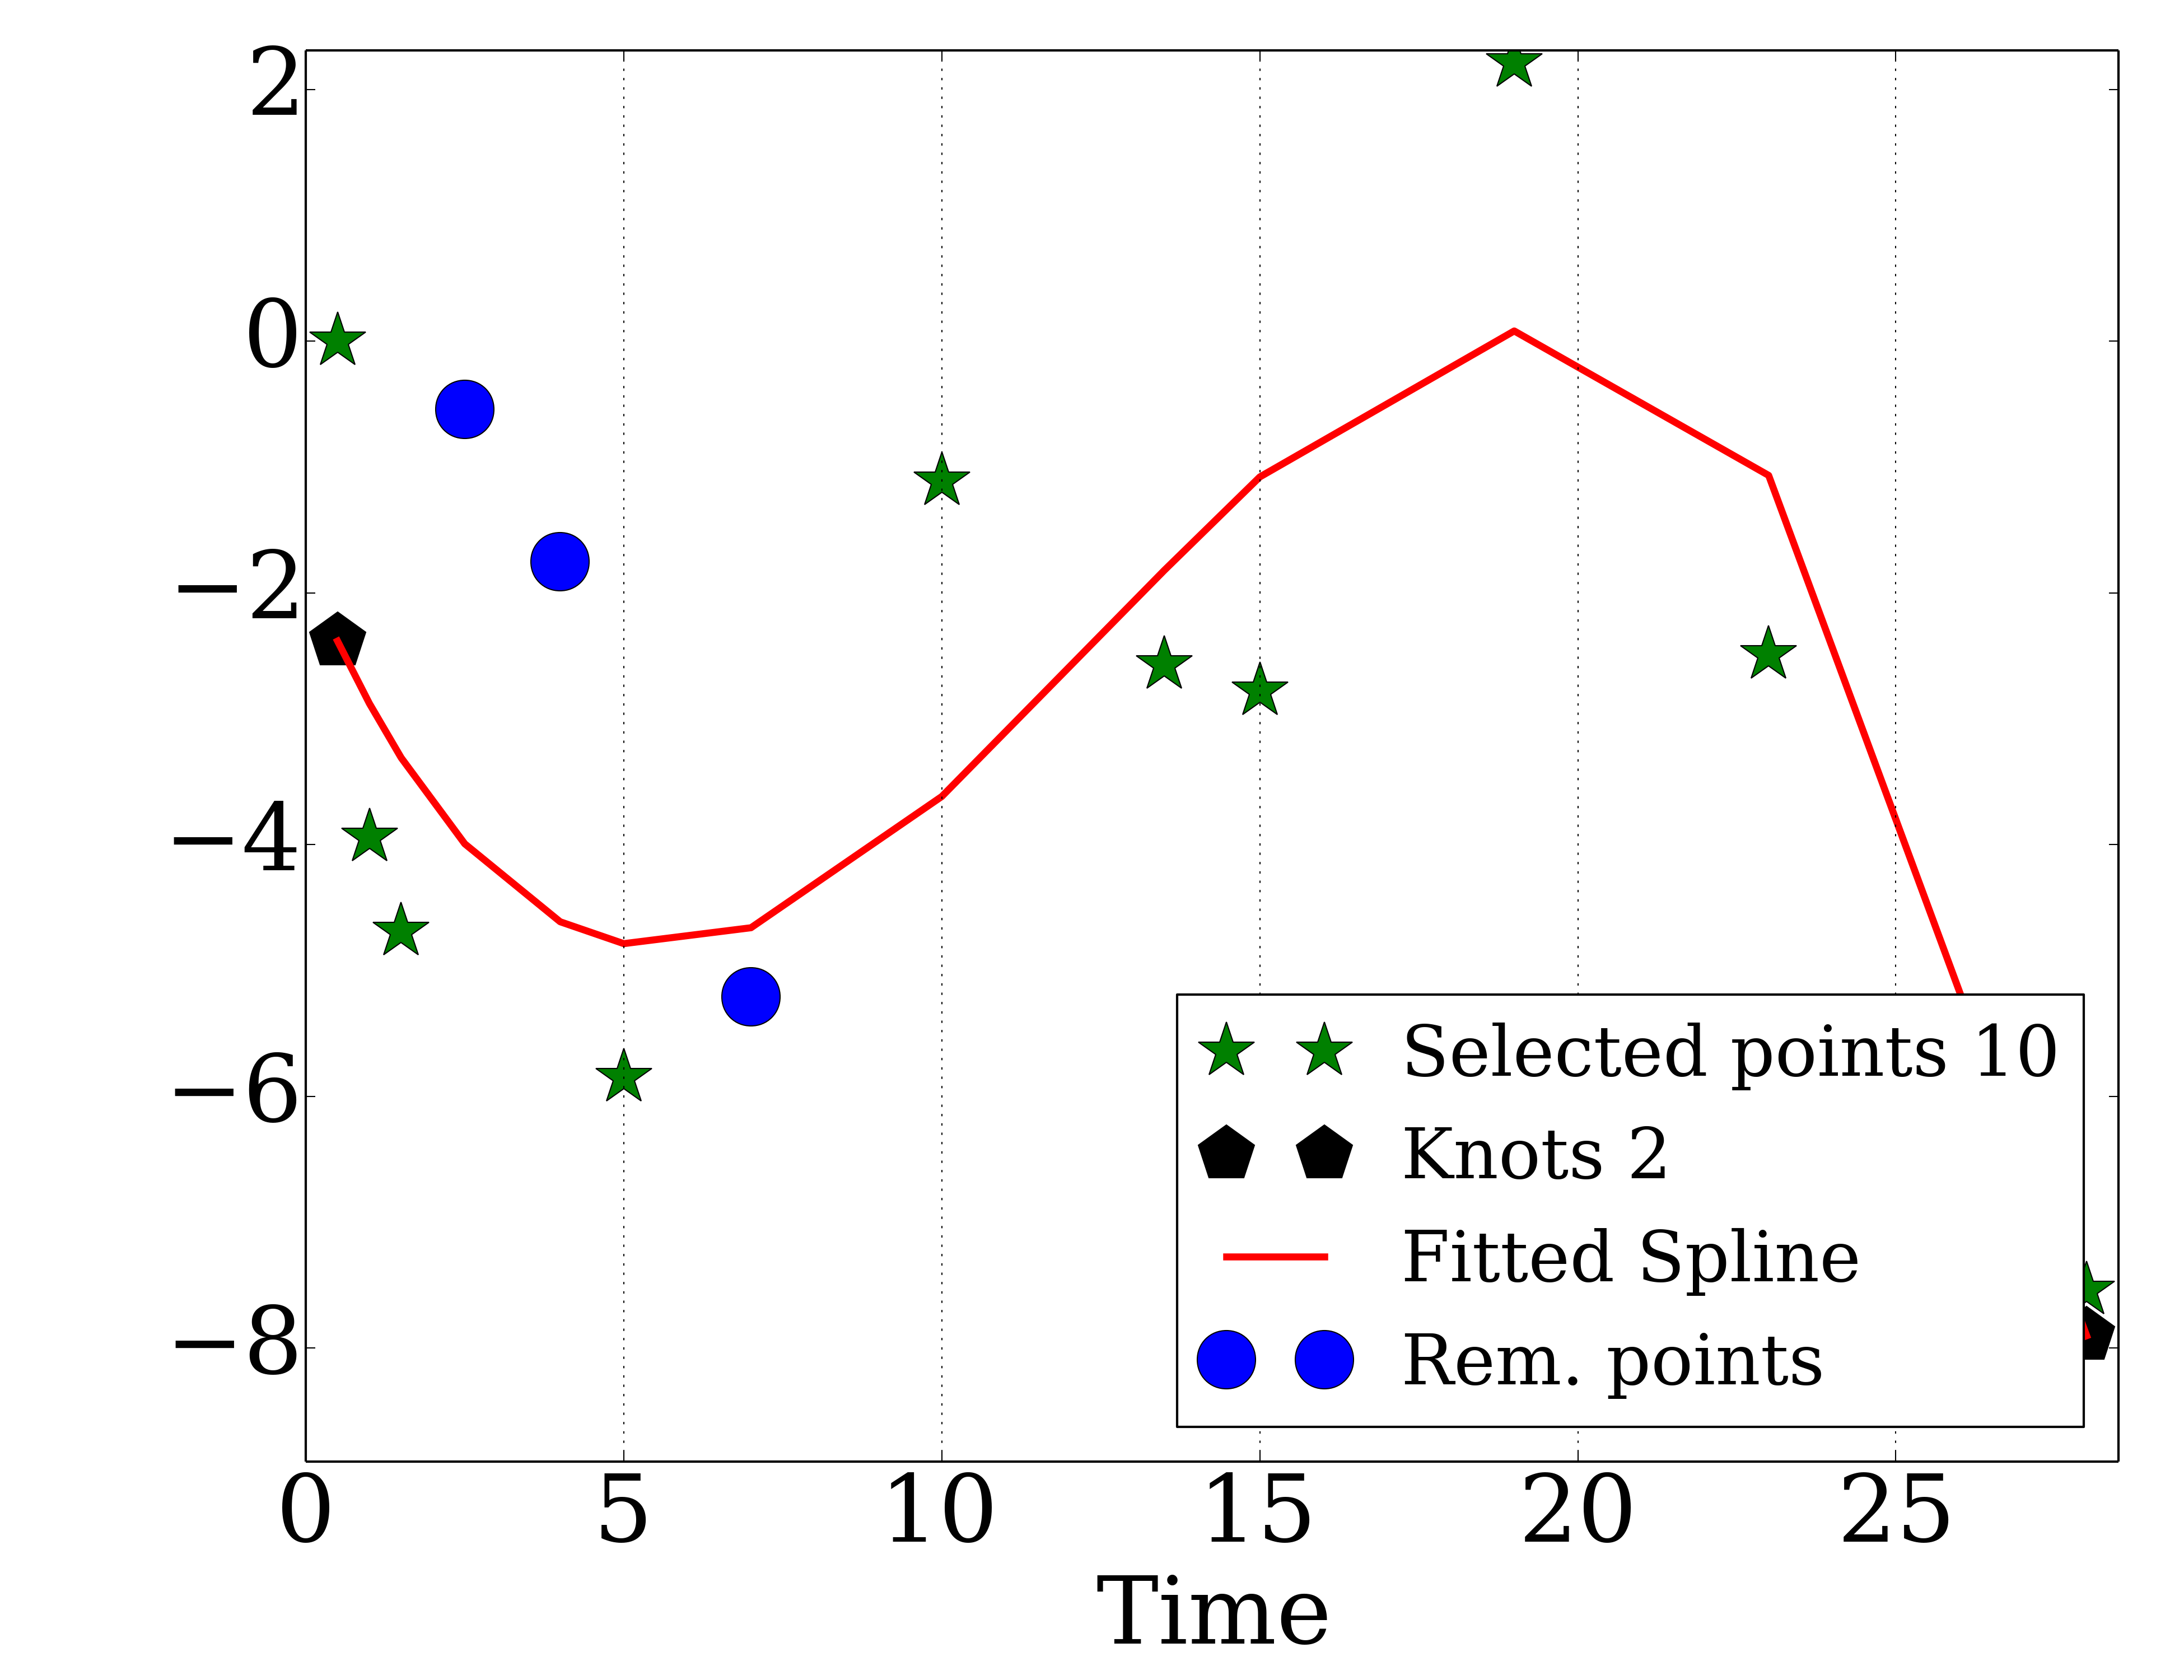 2
0
−2
−4
−6
−8
Selected points 10
Knots 2
Fitted Spline
Rem. points
0 5 10 15 20 25
Time